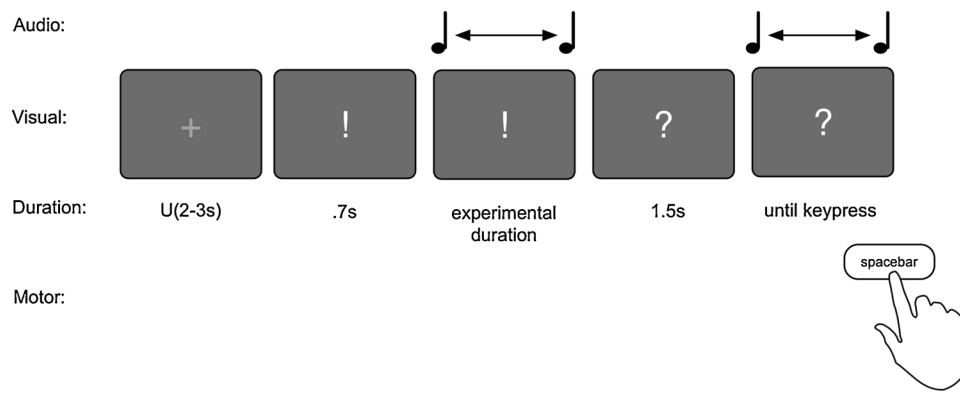 Audio:
Visual:
+
!
!
?
?
Duration:
U(2-3s)
.7s
experimental
duration
1.5s
until keypress
spacebar
Motor: